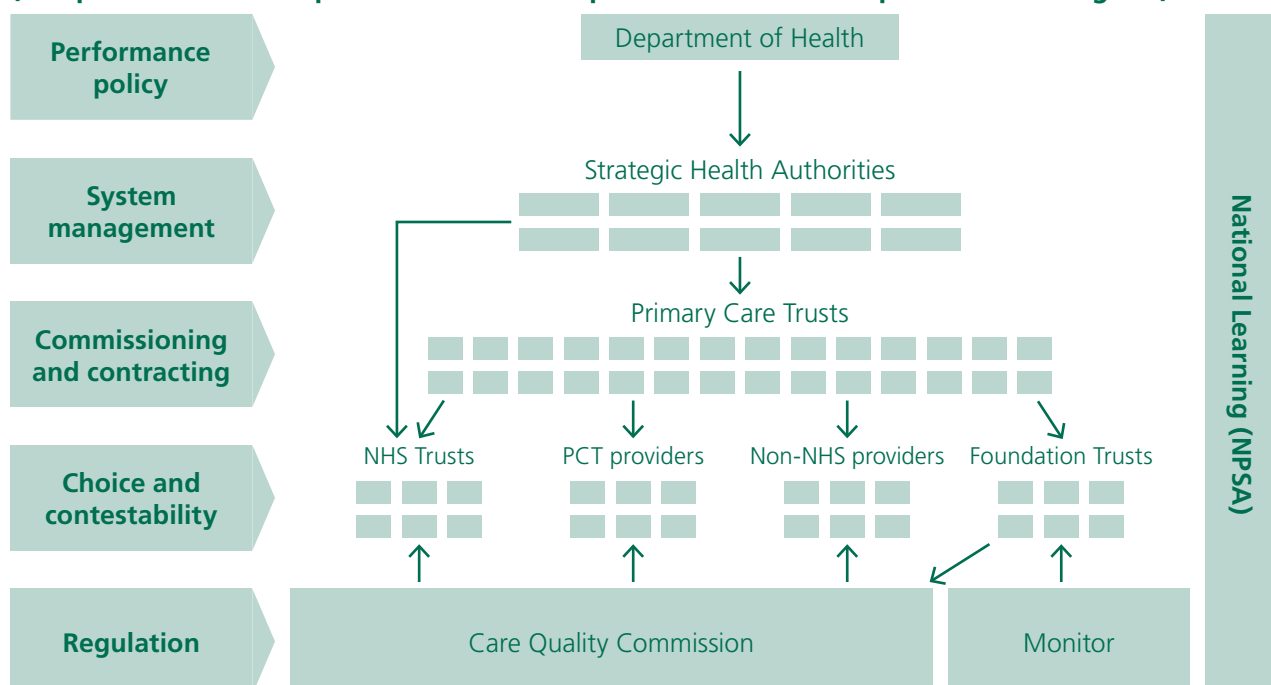 Performance
policy
Department of Health
System
management
Strategic Health Authorities
Commissioning
and contracting
Primary Care Trusts
Choice and
contestability
NHS Trusts
PCT providers
Non-NHS providers
Foundation Trusts
Regulation
Care Quality Commission
Monitor
National Learning (NPSA)